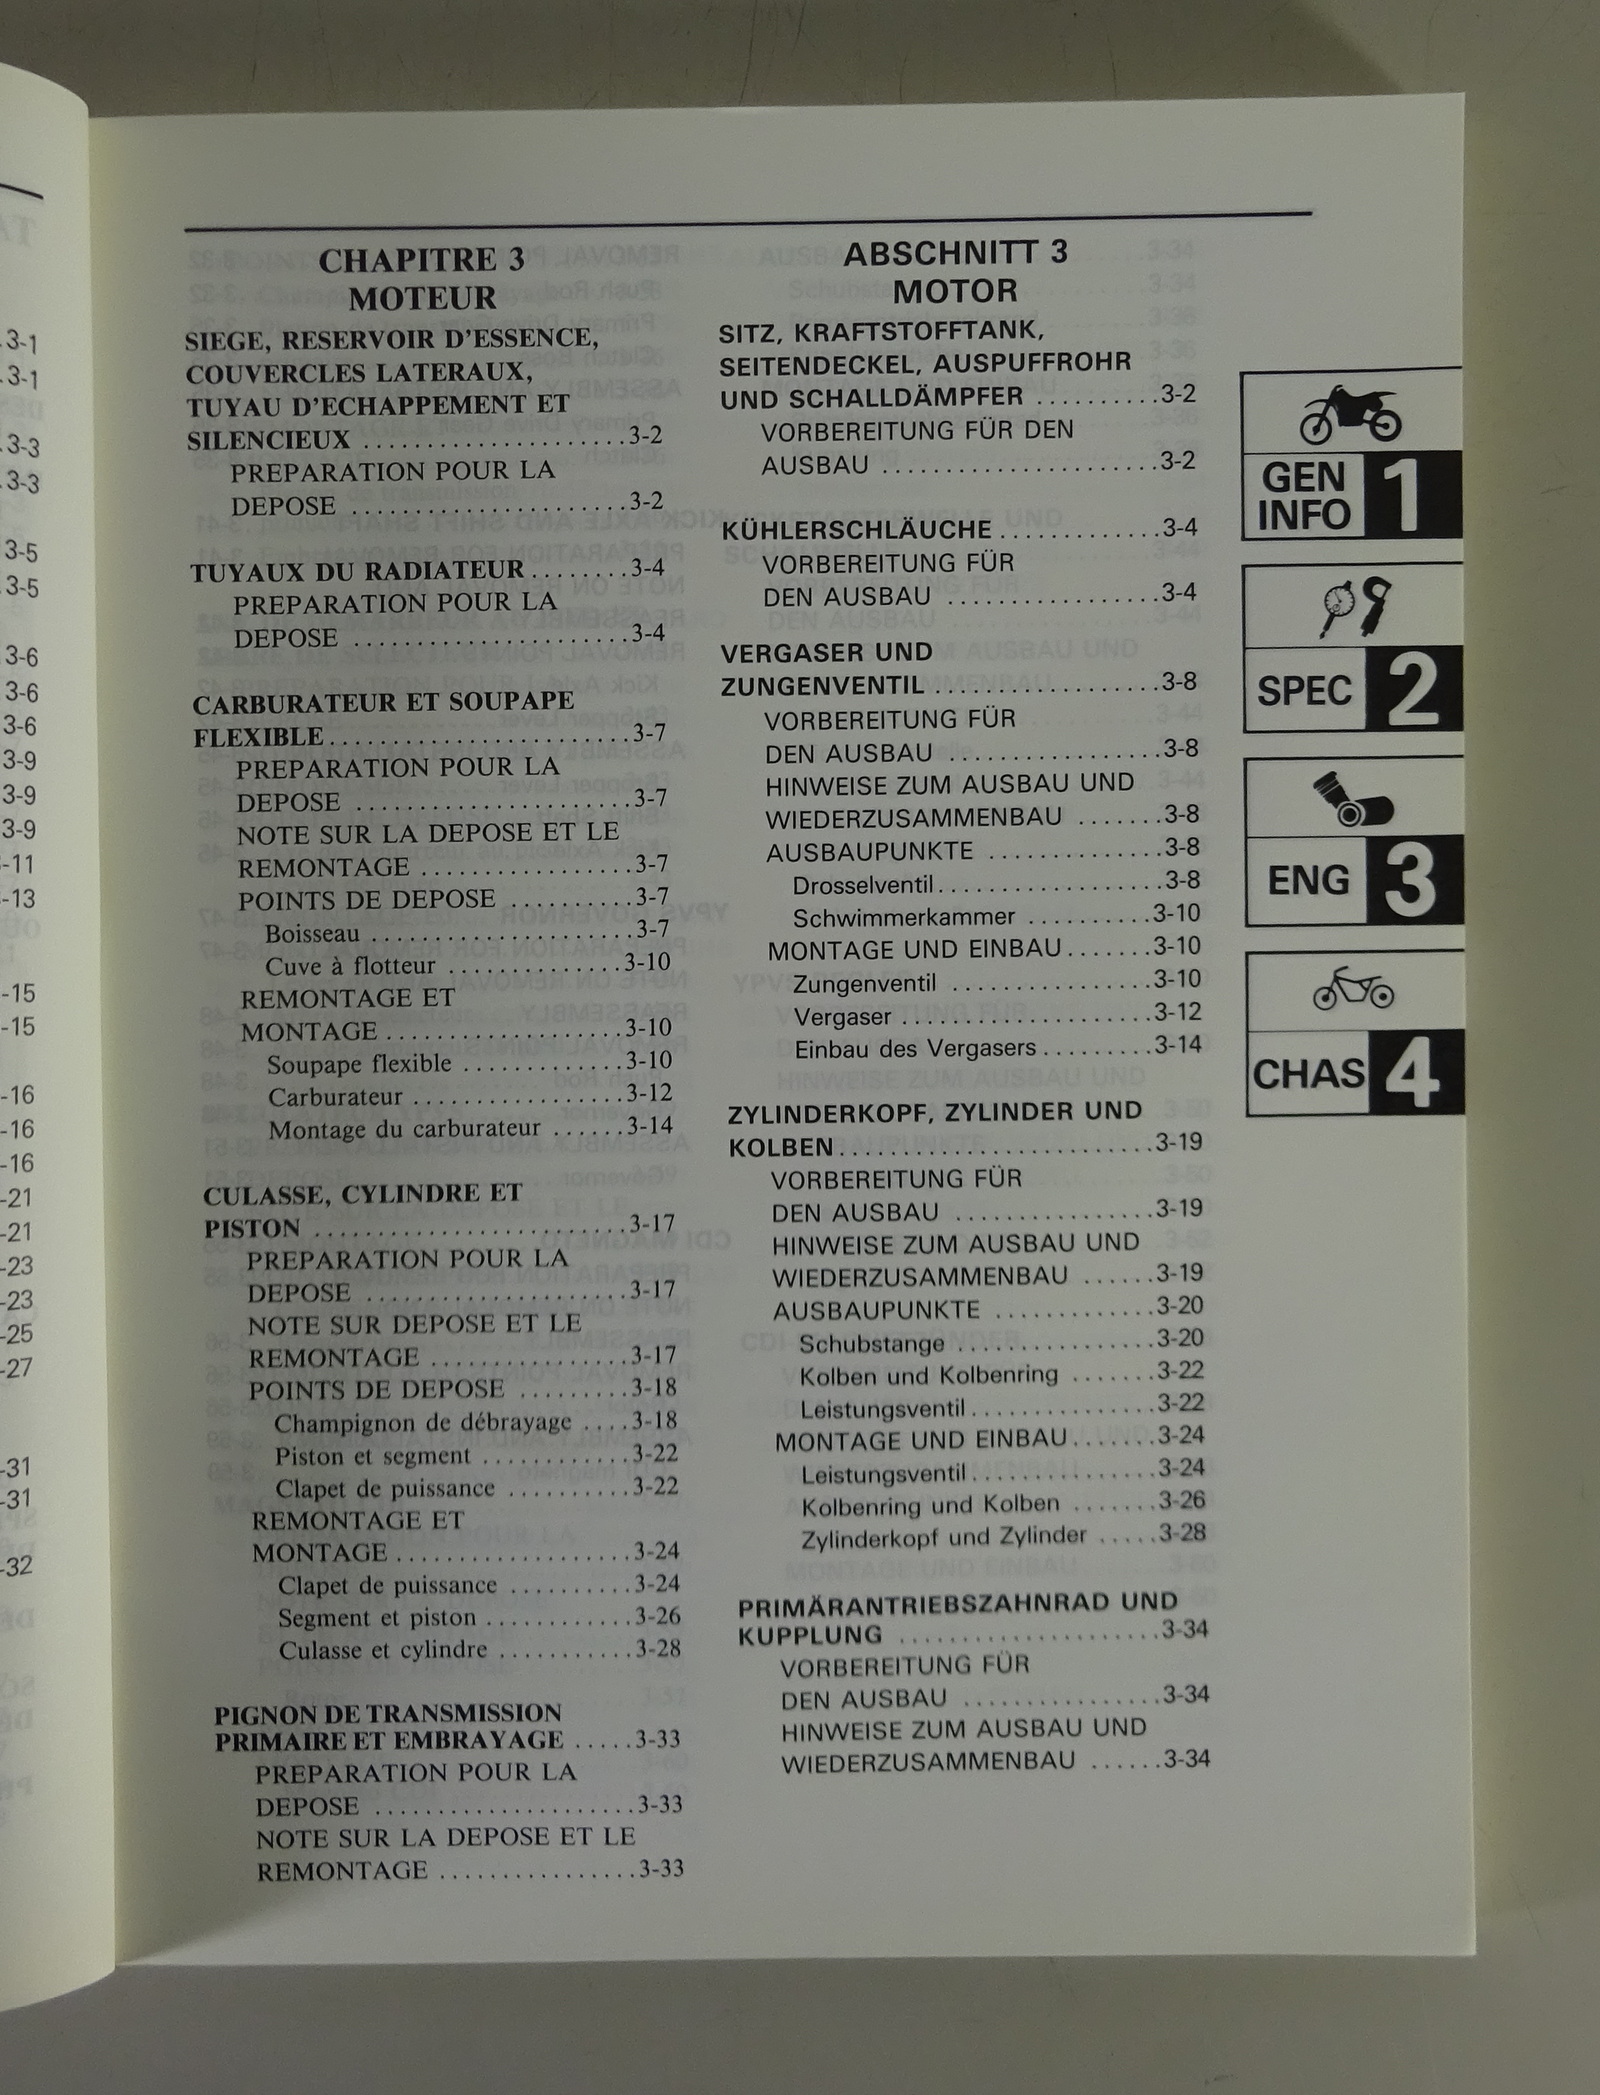 3-1
3-1
3-3
3-3
3-5
3-5
3-6
3-6
3-6
3-9
3-9
3-9
-11
-13
-15
-15
-16
-16
-16
-21
-21
-23
-23
-25
-27
-31
-31
-32
CHAPITRE 3
MOTEUR
SIEGE, RESERVOIR D'ESSENCE,
COUVERCLES LATERAUX,
TUYAU D'ECHAPPEMENT ET
SILENCIEUX ......................3-2
PREPARATION POUR LA
DEPOSE .......................3-2
TUYAUX DU RADIATEUR........3-4
PREPARATION POUR LA
DEPOSE .......................3-4
CARBURATEUR ET SOUPAPE
FLEXIBLE.........................3-7
PREPARATION POUR LA
DEPOSE .......................3-7
NOTE SUR LA DEPOSE ET LE
REMONTAGE ..................3-7
POINTS DE DEPOSE ..........3-7
Boisseau ......................3-7
Cuve à flotteur ..............3-10
REMONTAGE ET
MONTAGE....................3-10
Soupape flexible .............3-10
Carburateur .................3-12
Montage du carburateur ......3-14
CULASSE, CYLINDRE ET
PISTON ..........................3-17
PREPARATION POUR LA
DEPOSE ......................3-17
NOTE SUR DEPOSE ET LE
REMONTAGE .................3-17
POINTS DE DEPOSE .........3-18
Champignon de débrayage ....3-18
Piston et segment ............3-22
Clapet de puissance ..........3-22
REMONTAGE ET
MONTAGE....................3-24
Clapet de puissance ..........3-24
Segment et piston ............3-26
Culasse et cylindre ...........3-28
PIGNON DE TRANSMISSION
PRIMAIRE ET EMBRAYAGE .....3-33
PREPARATION POUR LA
DEPOSE ......................3-33
NOTE SUR LA DEPOSE ET LE
REMONTAGE .................3-33
ABSCHNITT 3
MOTOR
SITZ, KRAFTSTOFFTANK,
SEITENDECKEL, AUSPUFFROHR
UND SCHALLDÄMPFER ..........3-2
VORBEREITUNG FÜR DEN
AUSBAU .......................3-2
KÜHLERSCHLÄUCHE.............3-4
VORBEREITUNG FÜR
DEN AUSBAU ..................3-4
VERGASER UND
ZUNGENVENTIL...................3-8
VORBEREITUNG FÜR
DEN AUSBAU ..................3-8
HINWEISE ZUM AUSBAU UND
WIEDERZUSAMMENBAU .......3-8
AUSBAUPUNKTE ...............3-8
Drosselventil...................3-8
Schwimmerkammer ..........3-10
MONTAGE UND EINBAU.......3-10
Zungenventil .................3-10
Vergaser .....................3-12
Einbau des Vergasers.........3-14
ZYLINDERKOPF, ZYLINDER UND
KOLBEN..........................3-19
VORBEREITUNG FÜR
DEN AUSBAU .................3-19
HINWEISE ZUM AUSBAU UND
WIEDERZUSAMMENBAU ......3-19
AUSBAUPUNKTE .............3-20
Schubstange ................3-20
Kolben und Kolbenring .......3-22
Leistungsventil...............3-22
MONTAGE UND EINBAU.......3-24
Leistungsventil...............3-24
Kolbenring und Kolben .......3-26
Zylinderkopf und Zylinder .....3-28
PRIMÄRANTRIEBSZAHNRAD UND
KUPPLUNG ......................3-34
VORBEREITUNG FÜR
DEN AUSBAU ................3-34
HINWEISE ZUM AUSBAU UND
WIEDERZUSAMMENBAU ......3-34
GEN
INFO 1
SPEC 2
ENG 3
CHAS 4